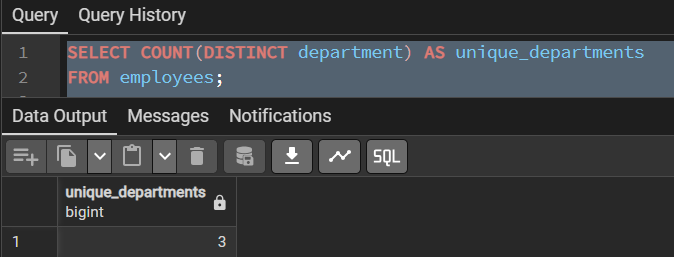 Query Query History
1 SELECT COUNT(DISTINCT department) AS unique_departments
2 FROM employees;
Data Output Messages Notifications
SQL
unique_departments
bigint
1 3